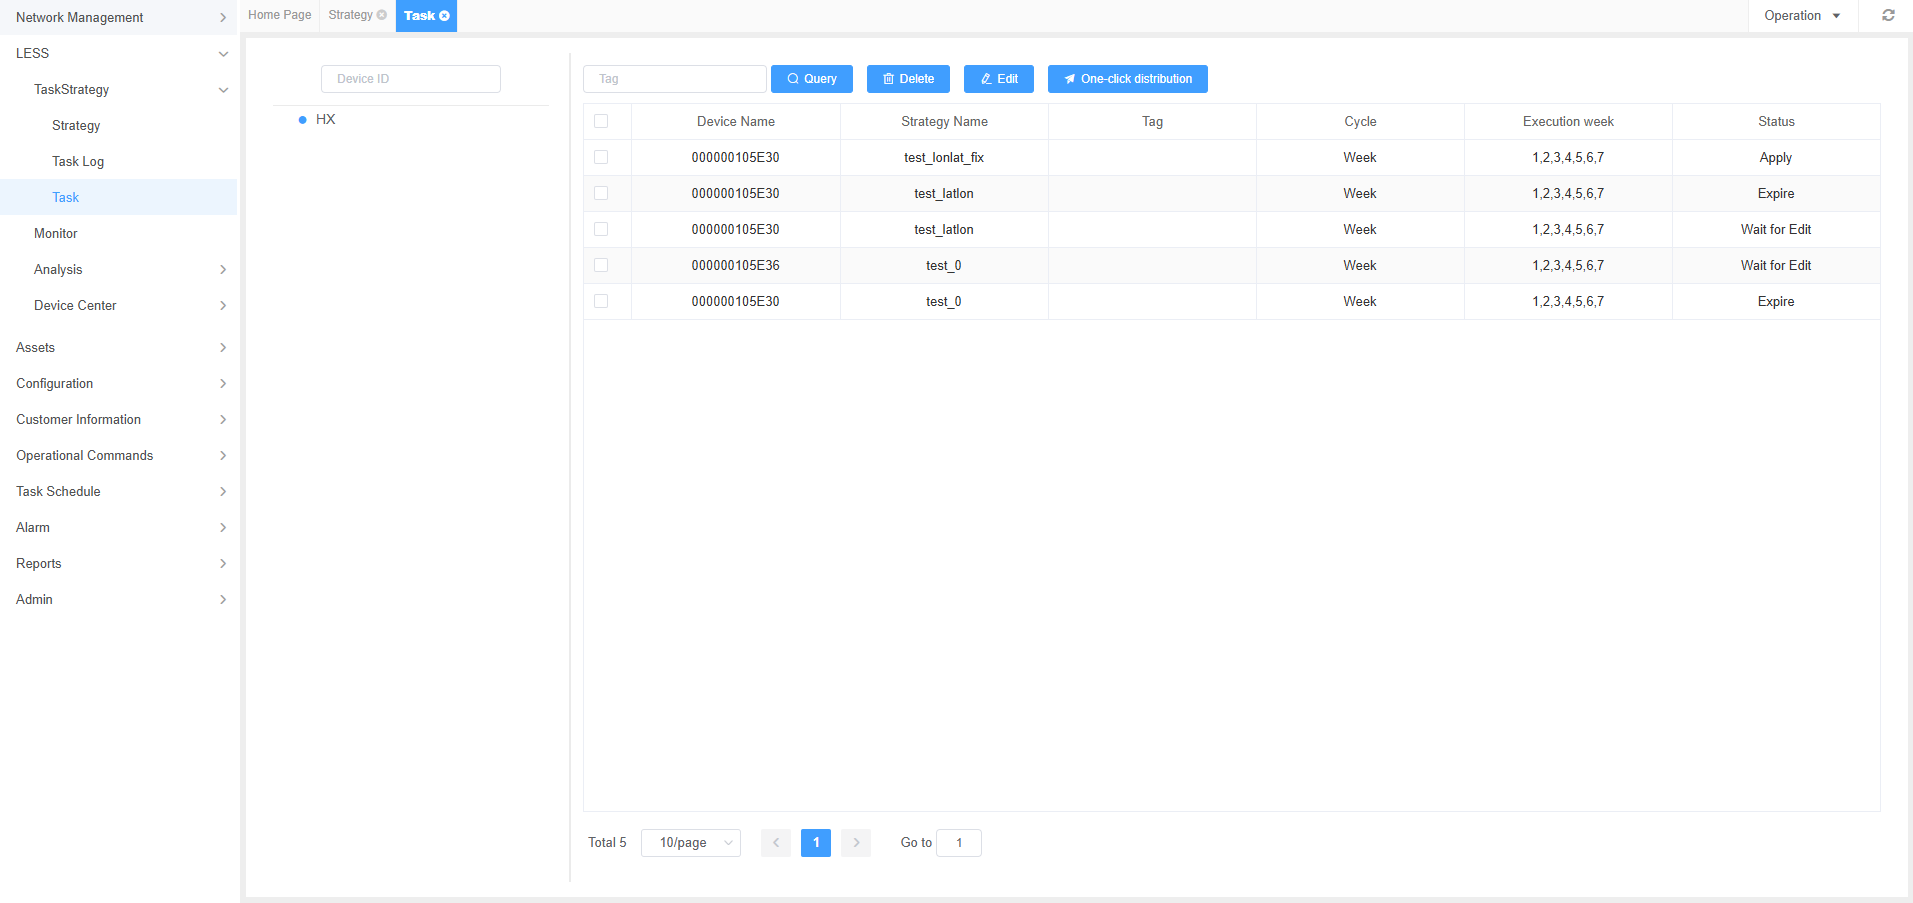 Network Management
LESS
TaskStrategy
Strategy
Task Log
Task
Monitor
Analysis
Device Center
Assets
Configuration
Customer Information
Operational Commands
Task Schedule
Alarm
Reports
Admin
Home Page Strategy Task Operation
Device ID
HX
Tag Query Delete Edit One-click distribution
Device Name Strategy Name Tag Cycle Execution week Status
000000105E30 test_lonlat_fix Week 1,2,3,4,5,6,7 Apply
000000105E30 test_latlon Week 1,2,3,4,5,6,7 Expire
000000105E30 test_latlon Week 1,2,3,4,5,6,7 Wait for Edit
000000105E36 test_0 Week 1,2,3,4,5,6,7 Wait for Edit
000000105E30 test_0 Week 1,2,3,4,5,6,7 Expire
Total 5 10/page 1 Go to 1